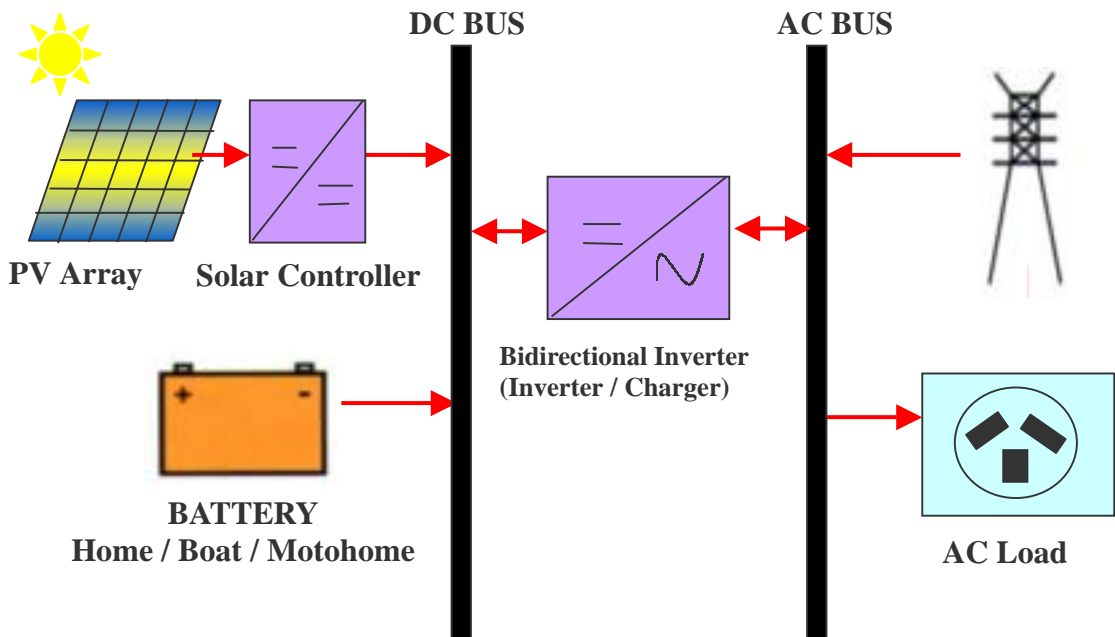 DC BUS
AC BUS
PV Array
Solar Controller
Bidirectional Inverter
(Inverter / Charger)
+ -
BATTERY
Home / Boat / Motohome
AC Load